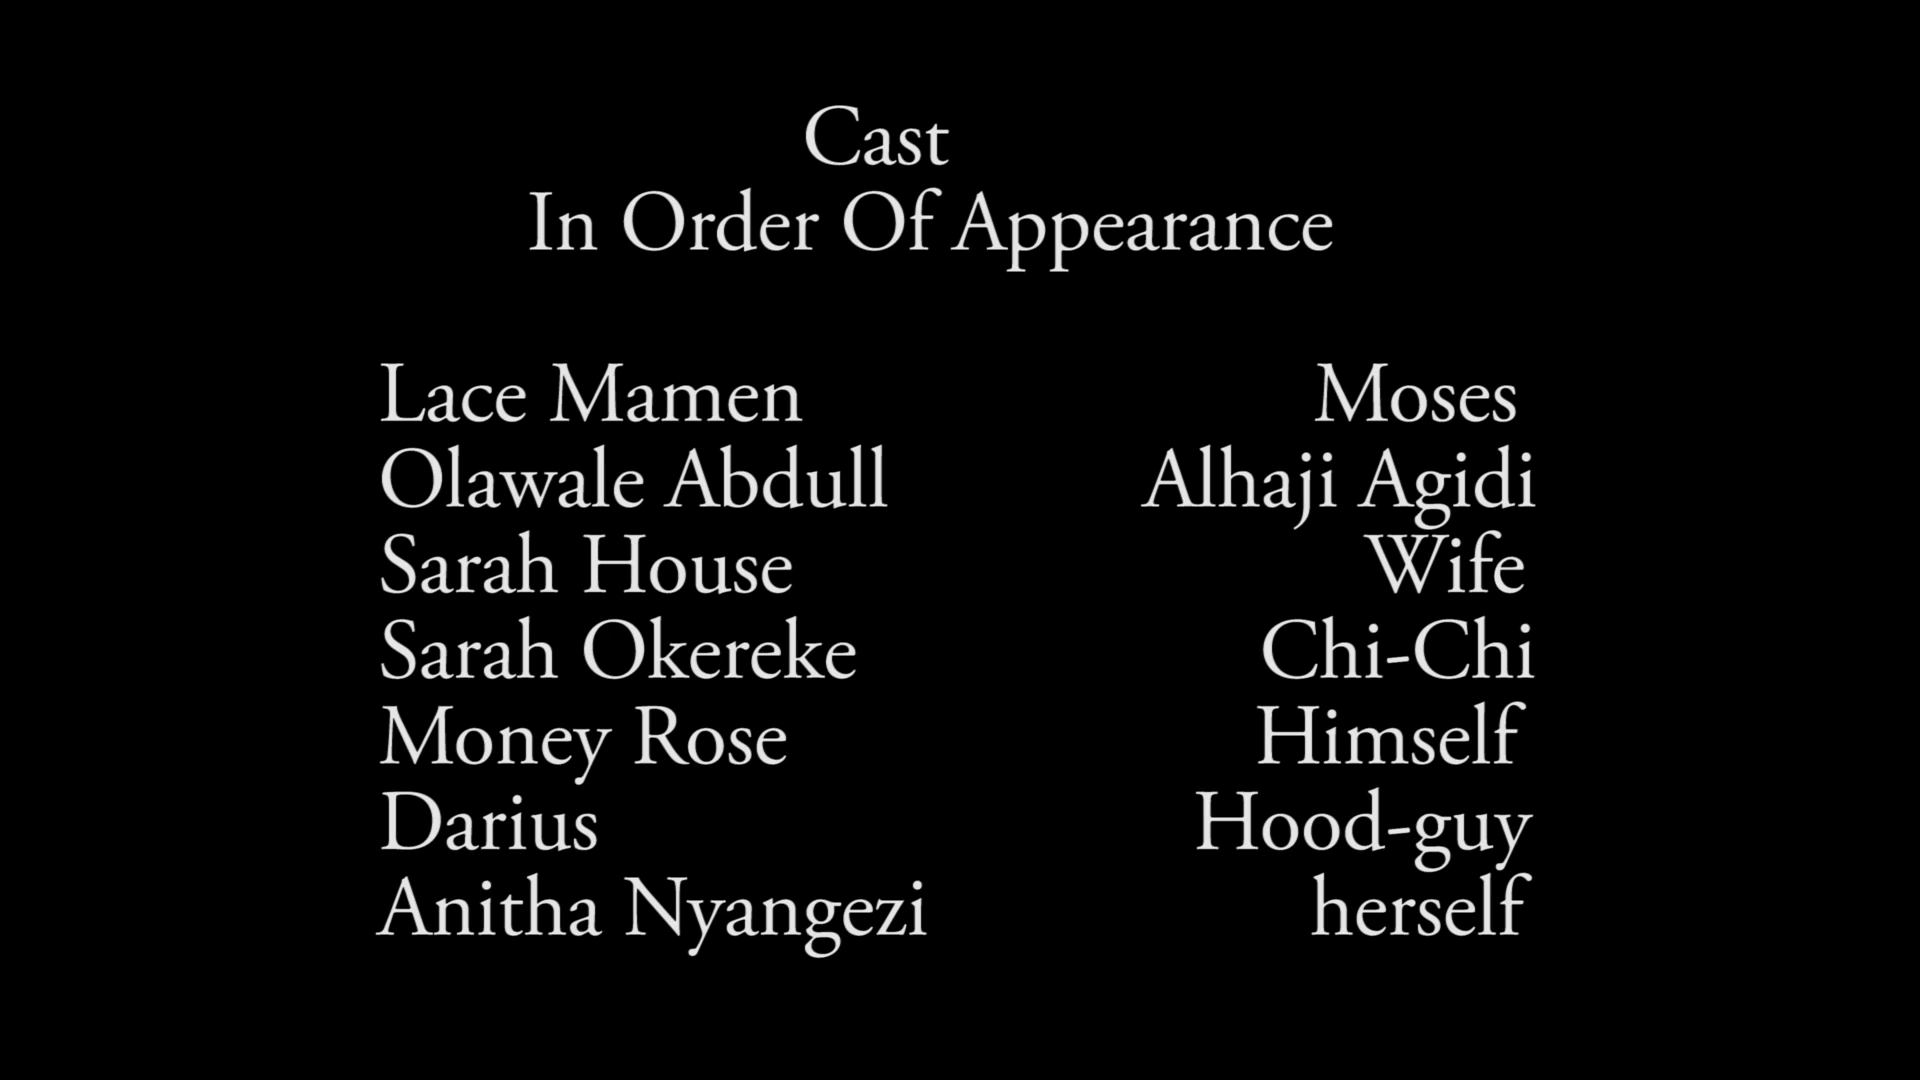 Cast
In Order Of Appearance
Lace Mamen Moses
Olawale Abdull Alhaji Agidi
Sarah House Wife
Sarah Okereke Chi-Chi
Money Rose Himself
Darius Hood-guy
Anitha Nyangezi herself